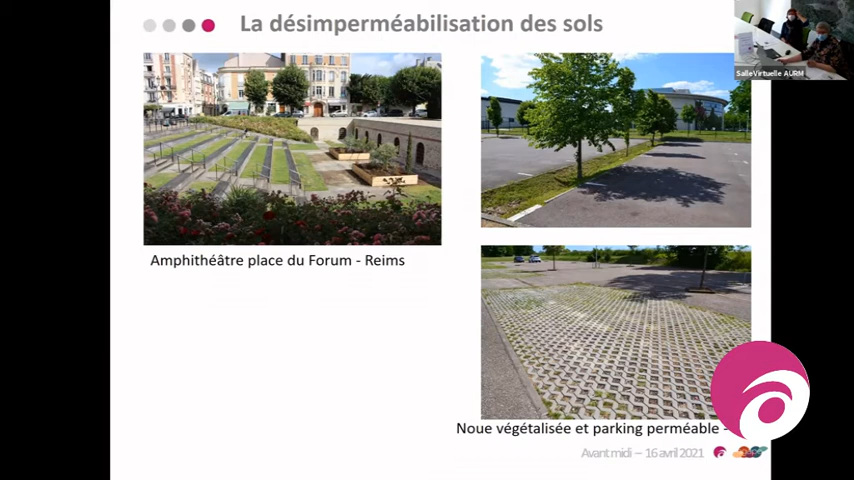 La désimperméabilisation des sols
SalleVirtuelle AURM
Amphithéâtre place du Forum - Reims
Noue végétalisée et parking perméable -
Avant midi – 16 avril 2021